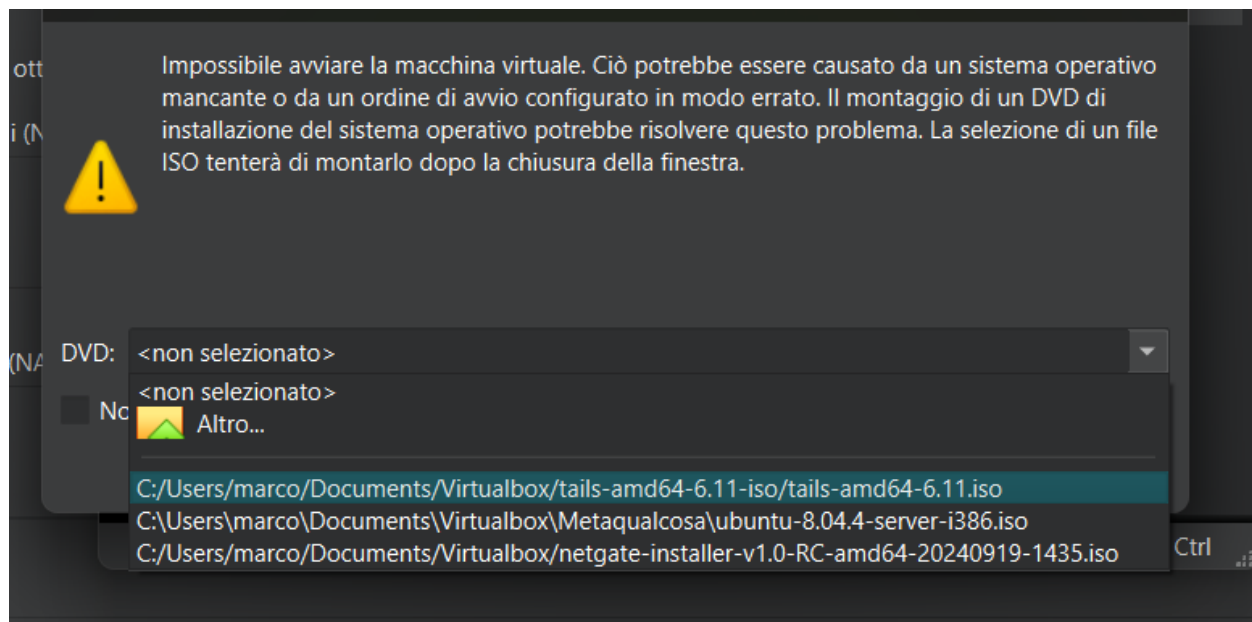 ott
Impossibile avviare la macchina virtuale. Ciò potrebbe essere causato da un sistema operativo
mancante o da un ordine di avvio configurato in modo errato. Il montaggio di un DVD di
i (N
installazione del sistema operativo potrebbe risolvere questo problema. La selezione di un file
ISO tenterà di montarlo dopo la chiusura della finestra.
(NA
DVD: <non selezionato>
<non selezionato>
No
Altro...
C:/Users/marco/Documents/Virtualbox/tails-amd64-6.11-iso/tails-amd64-6.11.iso
C:\Users\marco\Documents\Virtualbox\Metaqualcosa\ubuntu-8.04.4-server-i386.iso
C:/Users/marco/Documents/Virtualbox/netgate-installer-v1.0-RC-amd64-20240919-1435.iso
Ctrl